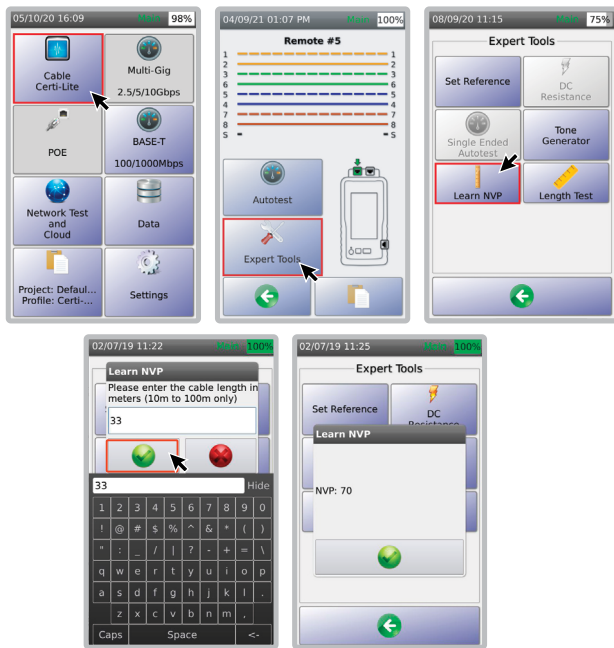 05/10/20 16:09 Main: 98%
Cable
Certi-Lite
Multi-Gig
2.5/5/10Gbps
POE
BASE-T
100/1000Mbps
Network Test
and
Cloud
Data
Project: Defaul...
Profile: Certi-...
Settings
04/09/21 01:07 PM Main: 100%
Remote #5
1 1
2 2
3 3
6 6
5 5
4 4
7 7
8 8
S S
Autotest
Expert Tools
08/09/20 11:15 Main: 75%
Expert Tools
Set Reference
DC
Resistance
Single Ended
Autotest
Tone
Generator
Learn NVP
Length Test
02/07/19 11:22 Main: 100%
Learn NVP
Please enter the cable length in
meters (10m to 100m only)
33
33 Hide
1 2 3 4 5 6 7 8 9 0
! @ # $ % ^ & * ( )
" : _ / | ? - + = \
q w e r t y u i o p
a s d f g h j k l .
z x c v b n m ,
Caps Space <-
02/07/19 11:25 Main: 100%
Expert Tools
Set Reference
DC
Resistance
Learn NVP
NVP: 70